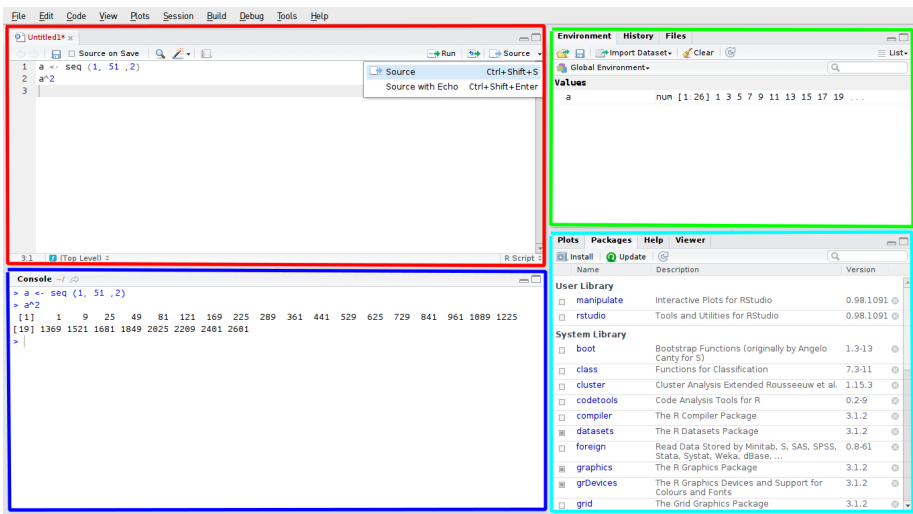 File Edit Code View Plots Session Build Debug Tools Help
Untitled1* ×
Source on Save Run Source
1 a <- seq (1, 51 ,2)
2 a^2
3
Source Ctrl+Shift+S
Source with Echo Ctrl+Shift+Enter
3:1 (Top Level) R Script
Console ~/
> a <- seq (1, 51 ,2)
> a^2
[1] 1 9 25 49 81 121 169 225 289 361 441 529 625 729 841 961 1089 1225
[19] 1369 1521 1681 1849 2025 2209 2401 2601
>
Environment History Files
Import Dataset Clear List
Global Environment
Values
a num [1:26] 1 3 5 7 9 11 13 15 17 19 ...
Plots Packages Help Viewer
Install Update
Name Description Version
User Library
manipulate Interactive Plots for RStudio 0.98.1091
rstudio Tools and Utilities for RStudio 0.98.1091
System Library
boot Bootstrap Functions (originally by Angelo 1.3-13
Canty for S)
class Functions for Classification 7.3-11
cluster Cluster Analysis Extended Rousseeuw et al. 1.15.3
codetools Code Analysis Tools for R 0.2-9
compiler The R Compiler Package 3.1.2
datasets The R Datasets Package 3.1.2
foreign Read Data Stored by Minitab, S, SAS, SPSS, 0.8-61
Stata, Systat, Weka, dBase, ...
graphics The R Graphics Package 3.1.2
grDevices The R Graphics Devices and Support for 3.1.2
Colours and Fonts
grid The Grid Graphics Package 3.1.2